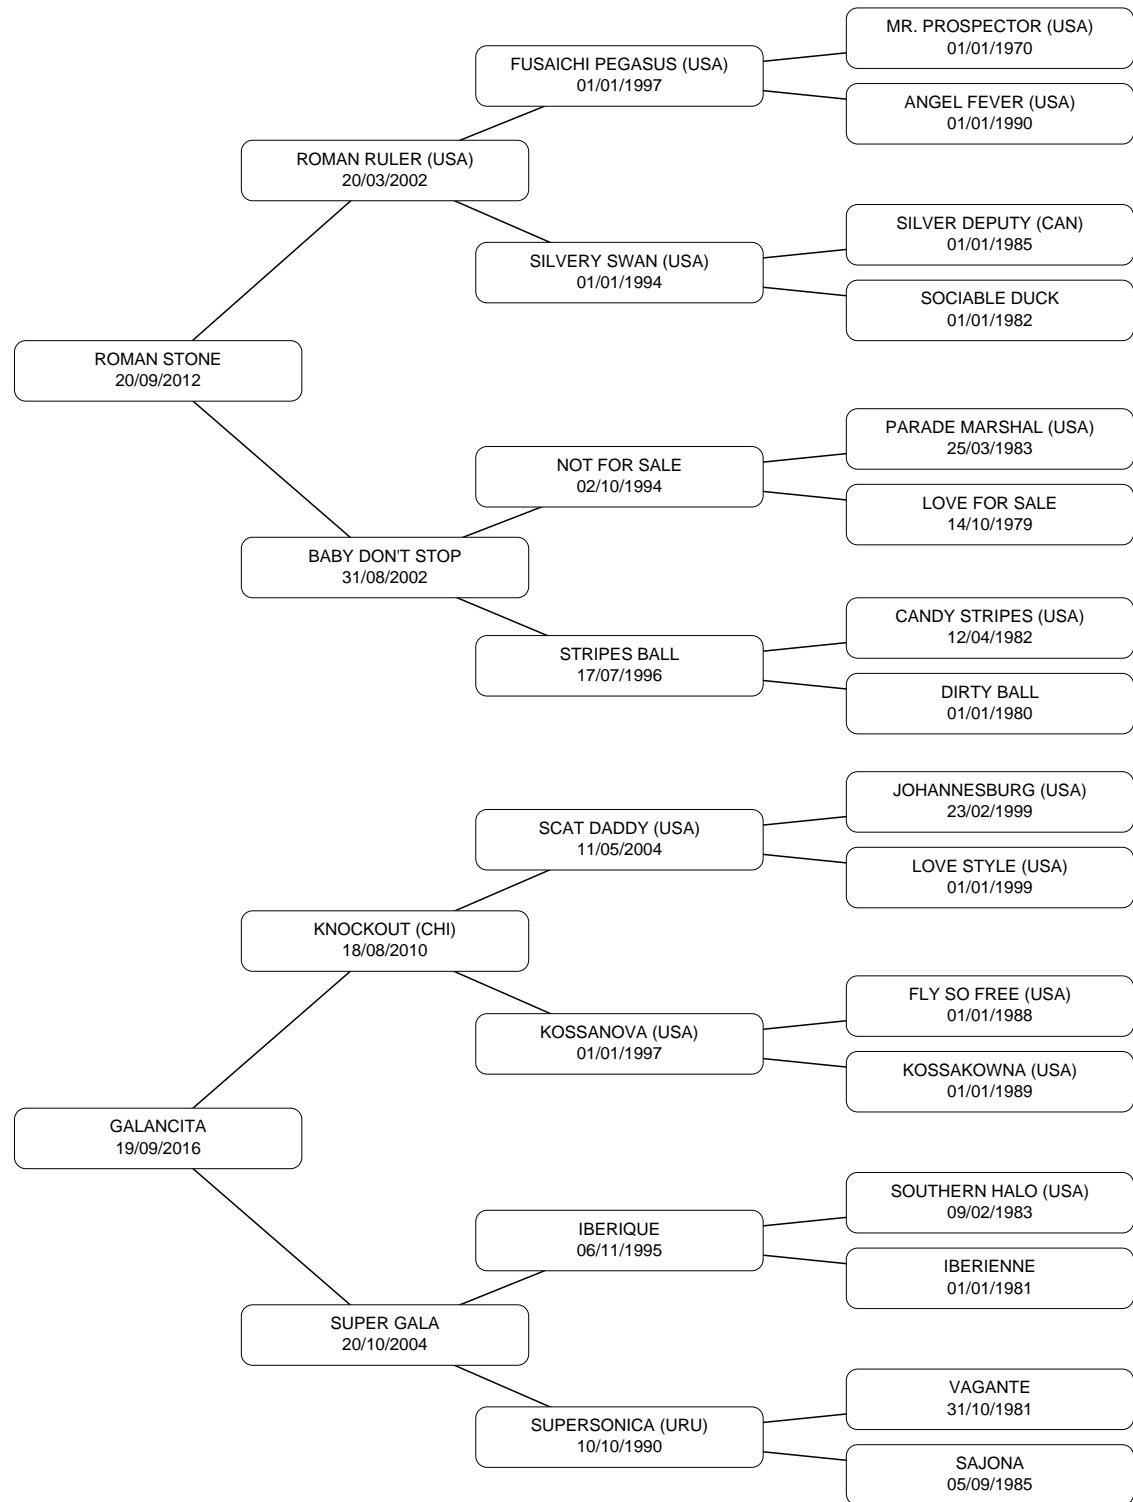 MR. PROSPECTOR (USA)
01/01/1970
FUSAICHI PEGASUS (USA)
01/01/1997
ANGEL FEVER (USA)
01/01/1990
ROMAN RULER (USA)
20/03/2002
SILVER DEPUTY (CAN)
01/01/1985
SILVERY SWAN (USA)
01/01/1994
SOCIABLE DUCK
01/01/1982
ROMAN STONE
20/09/2012
PARADE MARSHAL (USA)
25/03/1983
NOT FOR SALE
02/10/1994
LOVE FOR SALE
14/10/1979
BABY DON'T STOP
31/08/2002
CANDY STRIPES (USA)
12/04/1982
STRIPES BALL
17/07/1996
DIRTY BALL
01/01/1980
JOHANNESBURG (USA)
23/02/1999
SCAT DADDY (USA)
11/05/2004
LOVE STYLE (USA)
01/01/1999
KNOCKOUT (CHI)
18/08/2010
FLY SO FREE (USA)
01/01/1988
KOSSANOVA (USA)
01/01/1997
KOSSAKOWNA (USA)
01/01/1989
GALANCITA
19/09/2016
SOUTHERN HALO (USA)
09/02/1983
IBERIQUE
06/11/1995
IBERIENNE
01/01/1981
SUPER GALA
20/10/2004
VAGANTE
31/10/1981
SUPERSONICA (URU)
10/10/1990
SAJONA
05/09/1985